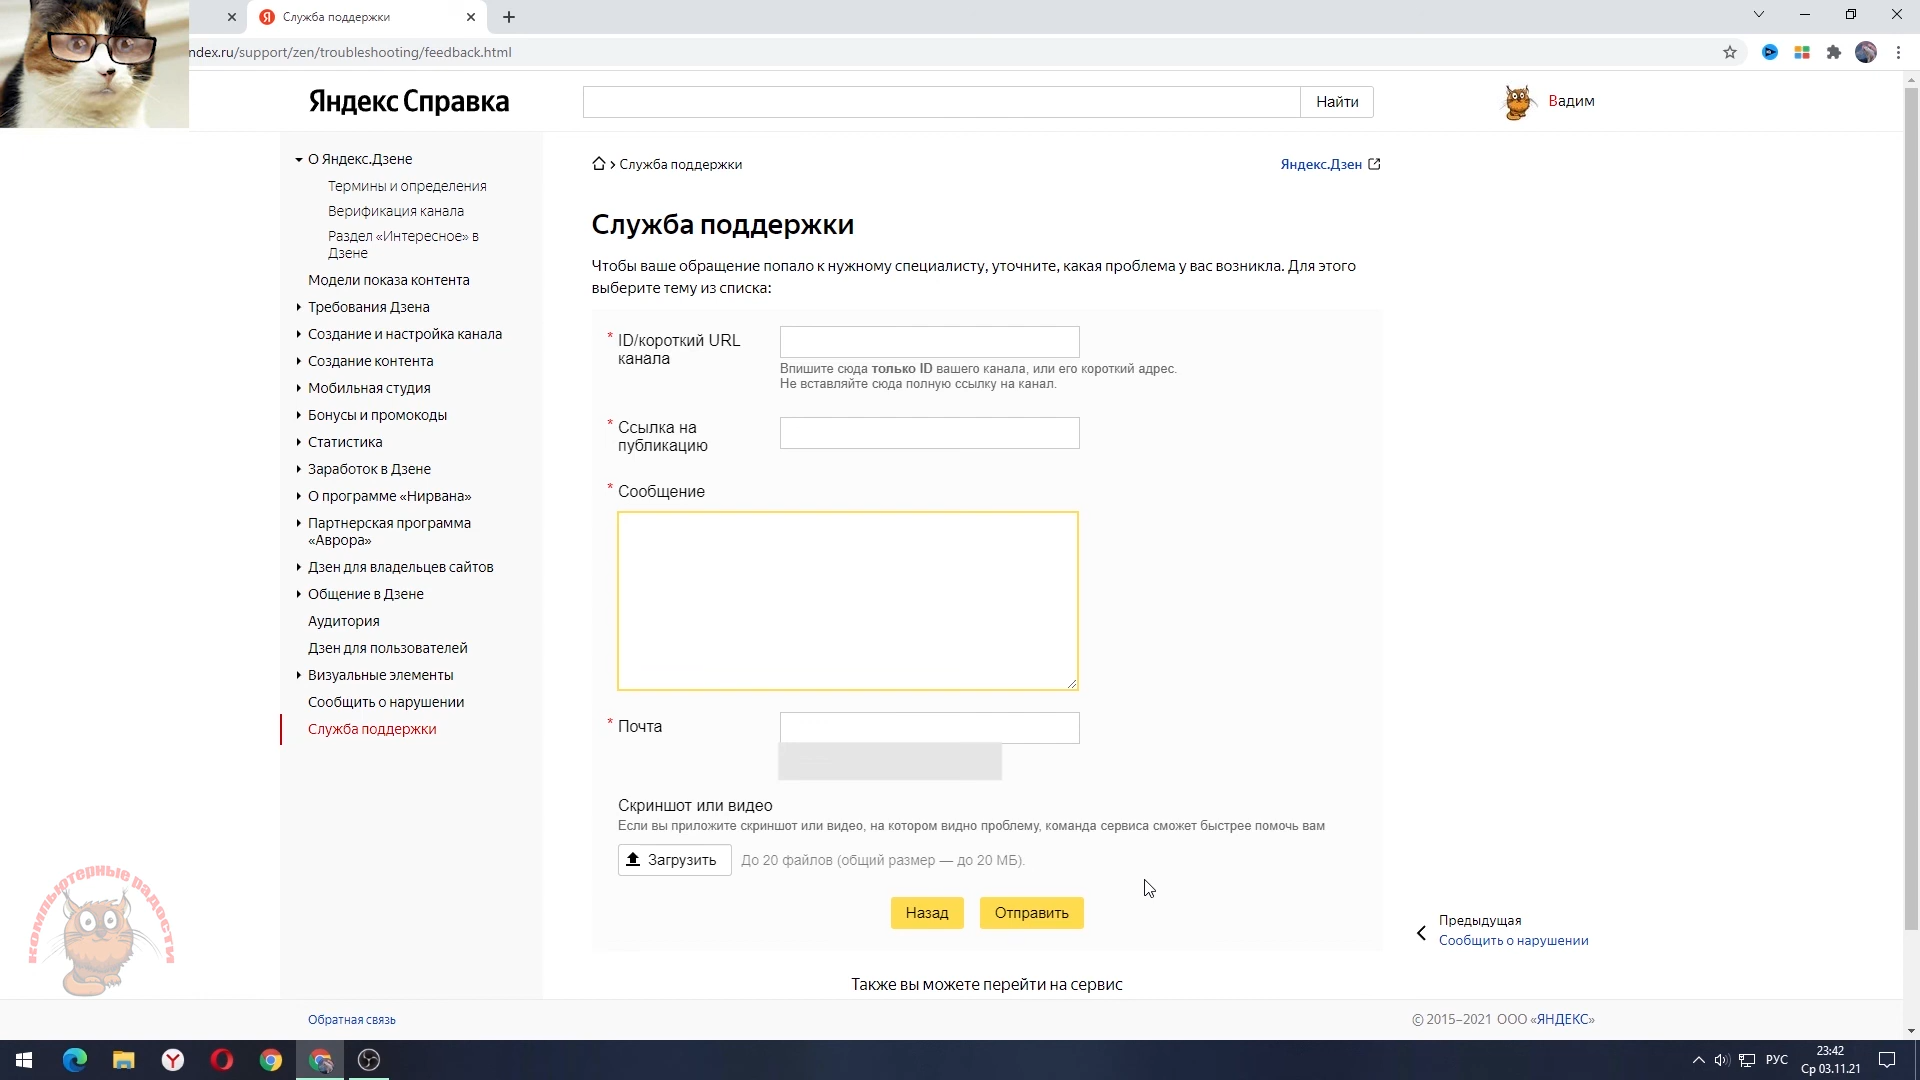 Служба поддержки
ndex.ru/support/zen/troubleshooting/feedback.html
Яндекс Справка
Найти
Вадим
О Яндекс.Дзене
Термины и определения
Верификация канала
Раздел «Интересное» в
Дзене
Модели показа контента
Требования Дзена
Создание и настройка канала
Создание контента
Мобильная студия
Бонусы и промокоды
Статистика
Заработок в Дзене
О программе «Нирвана»
Партнерская программа
«Аврора»
Дзен для владельцев сайтов
Общение в Дзене
Аудитория
Дзен для пользователей
Визуальные элементы
Сообщить о нарушении
Служба поддержки
Служба поддержки
Яндекс.Дзен
Служба поддержки
Чтобы ваше обращение попало к нужному специалисту, уточните, какая проблема у вас возникла. Для этого
выберите тему из списка:
* ID/короткий URL
канала
Впишите сюда только ID вашего канала, или его короткий адрес.
Не вставляйте сюда полную ссылку на канал.
* Ссылка на
публикацию
* Сообщение
* Почта
Скриншот или видео
Если вы приложите скриншот или видео, на котором видно проблему, команда сервиса сможет быстрее помочь вам
Загрузить
До 20 файлов (общий размер — до 20 МБ).
Назад
Отправить
Предыдущая
Сообщить о нарушении
Также вы можете перейти на сервис
компьютерные радости
Обратная связь
© 2015–2021 ООО «ЯНДЕКС»
РУС
23:42
Ср 03.11.21